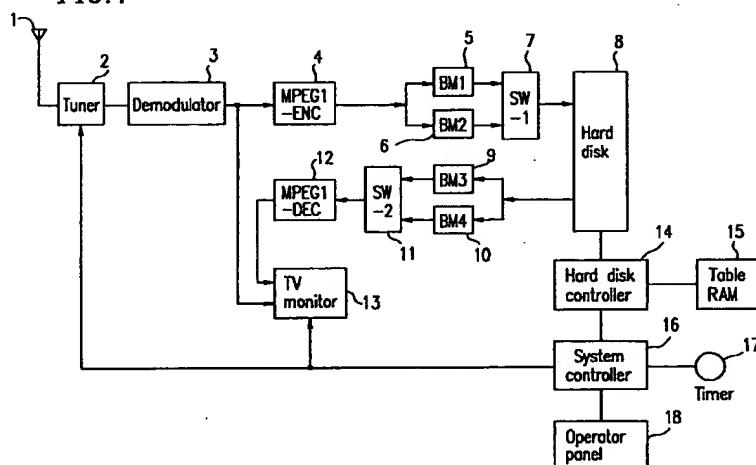 1
2
3
4
5
7
8
Tuner
Demodulator
MPEG1
-ENC
BM1
SW
-1
Hard
disk
BM2
6
12
9
MPEG1
-DEC
SW
-2
BM3
BM4
11
10
14
15
TV
monitor
13
Hard disk
controller
Table
RAM
16
17
System
controller
Timer
18
Operator
panel